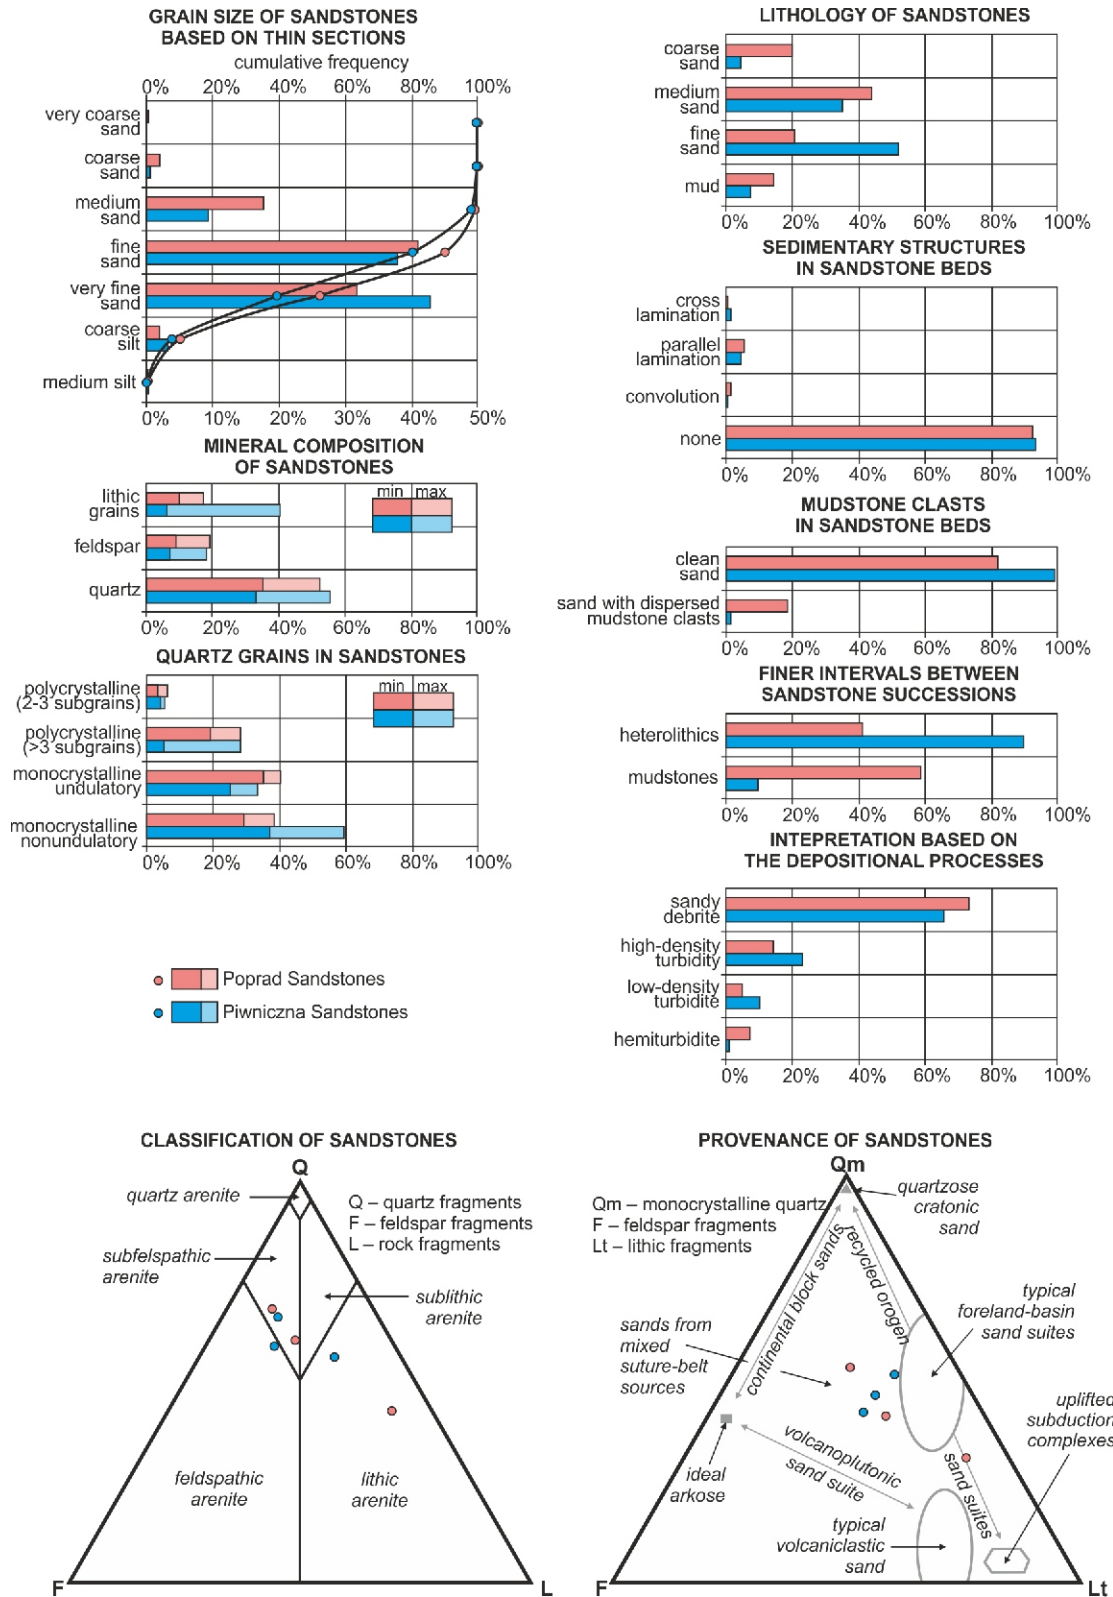 GRAIN SIZE OF SANDSTONES
BASED ON THIN SECTIONS
cumulative frequency
0% 20% 40% 60% 80% 100%
very coarse
sand
coarse
sand
medium
sand
fine
sand
very fine
sand
coarse
silt
medium silt
0% 10% 20% 30% 40% 50%
MINERAL COMPOSITION
OF SANDSTONES
min max
lithic
grains
feldspar
quartz
0% 20% 40% 60% 80% 100%
QUARTZ GRAINS IN SANDSTONES
min max
polycrystalline
(2-3 subgrains)
polycrystalline
(>3 subgrains)
monocrystalline
undulatory
monocrystalline
nonundulatory
0% 20% 40% 60% 80% 100%
Poprad Sandstones
Piwniczna Sandstones
LITHOLOGY OF SANDSTONES
coarse
sand
medium
sand
fine
sand
mud
0% 20% 40% 60% 80% 100%
SEDIMENTARY STRUCTURES
IN SANDSTONE BEDS
cross
lamination
parallel
lamination
convolution
none
0% 20% 40% 60% 80% 100%
MUDSTONE CLASTS
IN SANDSTONE BEDS
clean
sand
sand with dispersed
mudstone clasts
0% 20% 40% 60% 80% 100%
FINER INTERVALS BETWEEN
SANDSTONE SUCCESSIONS
heterolithics
mudstones
0% 20% 40% 60% 80% 100%
INTEPRETATION BASED ON
THE DEPOSITIONAL PROCESSES
sandy
debrite
high-density
turbidity
low-density
turbidite
hemiturbidite
0% 20% 40% 60% 80% 100%
CLASSIFICATION OF SANDSTONES
Q
quartz arenite
Q – quartz fragments
F – feldspar fragments
L – rock fragments
subfelspathic
arenite
sublithic
arenite
feldspathic
arenite
lithic
arenite
F
L
PROVENANCE OF SANDSTONES
Qm
Qm – monocrystalline quartz
F – feldspar fragments
Lt – lithic fragments
quartzose
cratonic
sand
continental block sands
recycled orogen
sand suites
typical
foreland-basin
sand suites
sands from
mixed
suture-belt
sources
uplifted
subduction
complexes
ideal
arkose
volcanoplutonic
sand suite
typical
volcaniclastic
sand
F
Lt